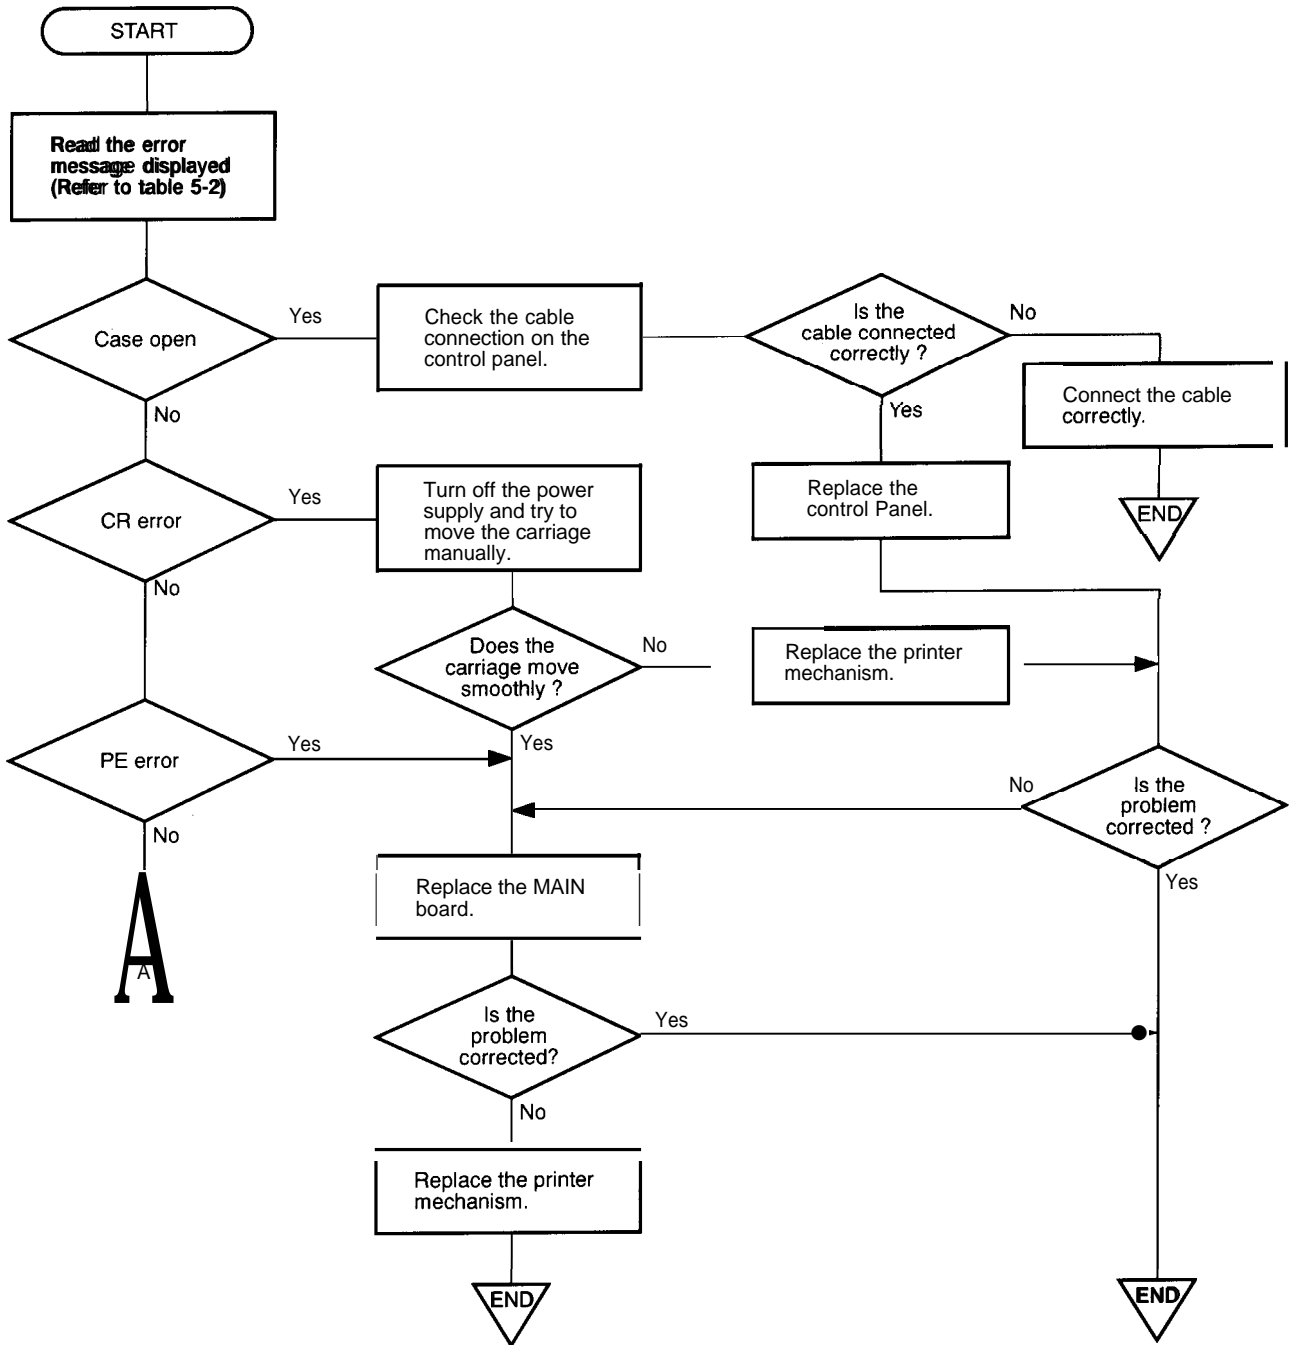 START
Read the error
message displayed
(Refer to table 5-2)
Case open
Yes
Check the cable
connection on the
control panel.
Is the
cable connected
correctly ?
No
Connect the cable
correctly.
END
Yes
Replace the
control Panel.
No
CR error
Yes
Turn off the power
supply and try to
move the carriage
manually.
Does the
carriage move
smoothly ?
No
Replace the printer
mechanism.
Yes
No
PE error
Yes
No
A
A
Is the
problem
corrected ?
No
Yes
Replace the MAIN
board.
Is the
problem
corrected?
Yes
No
Replace the printer
mechanism.
END
END